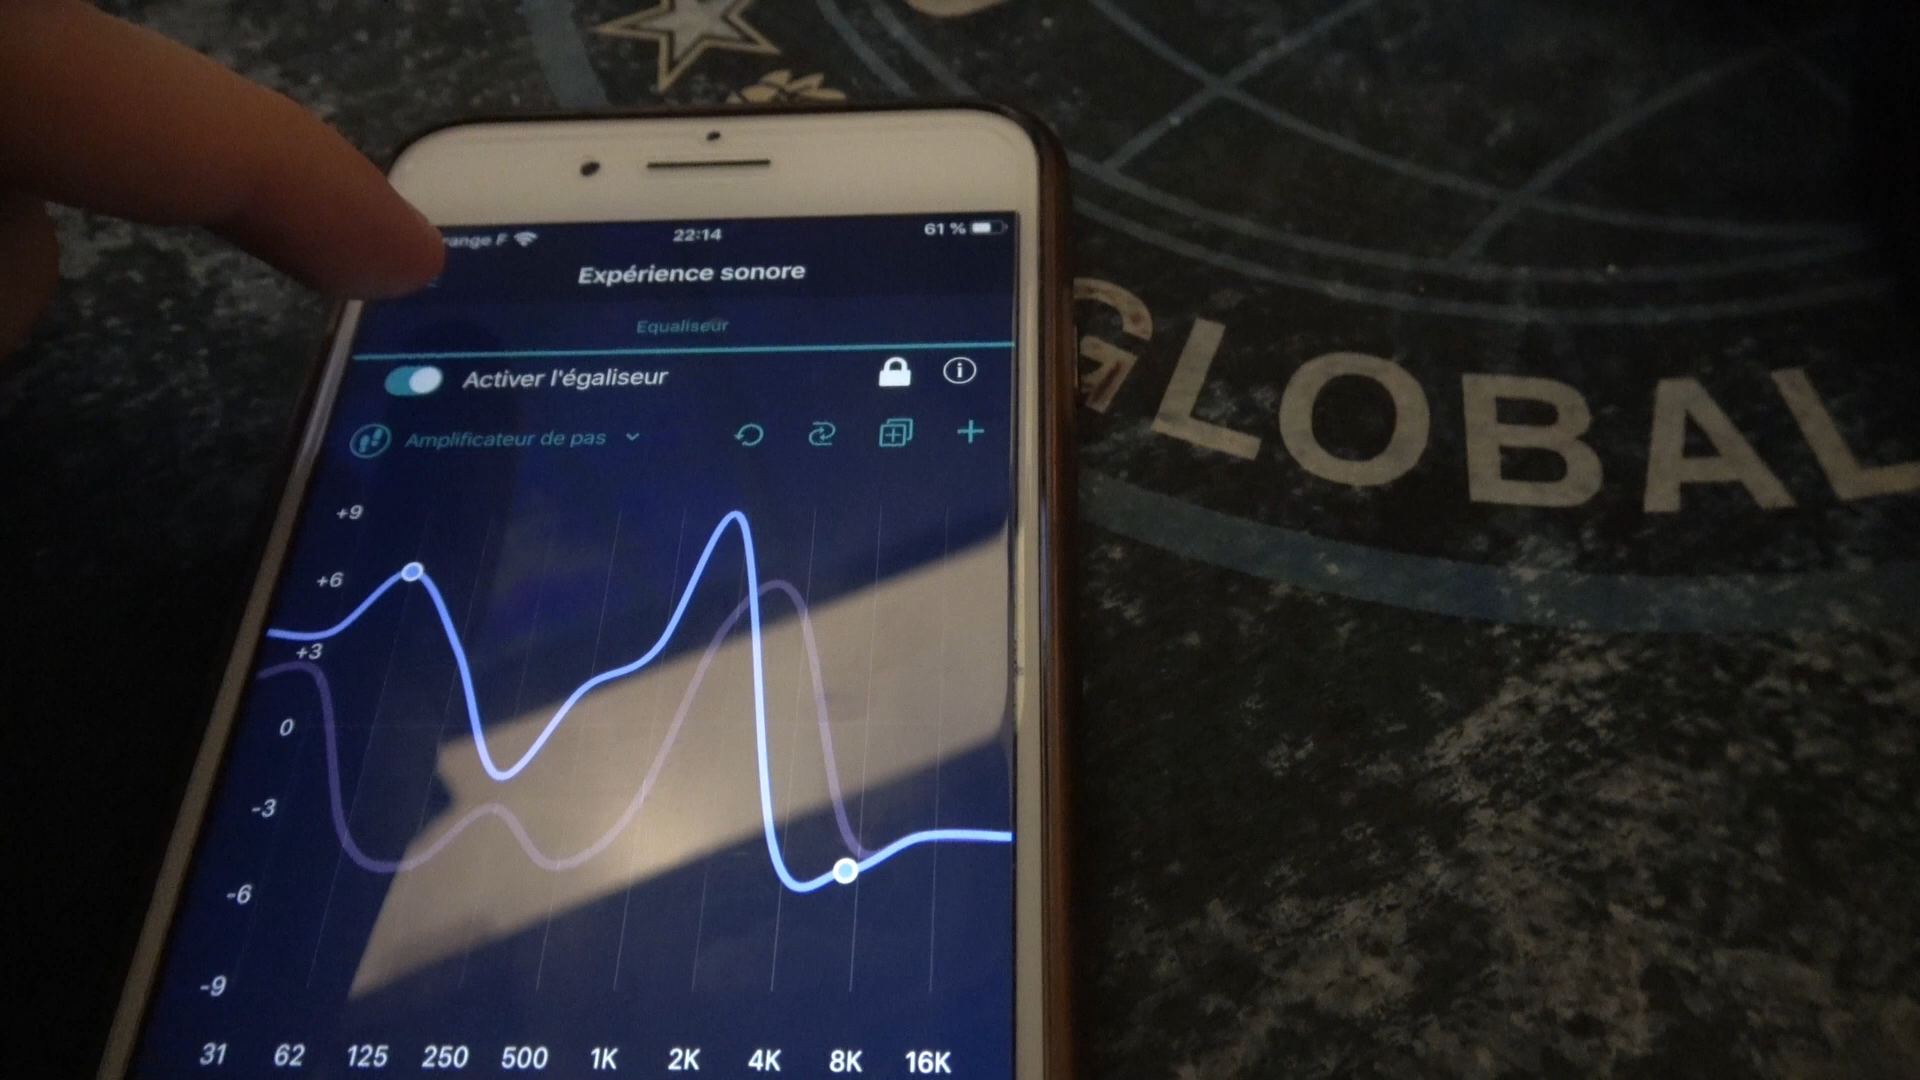 range F 22:14 61 %
Expérience sonore
Equaliseur
Activer l'égaliseur
Amplificateur de pas
+9
+6
+3
0
-3
-6
-9
31 62 125 250 500 1K 2K 4K 8K 16K
GLOBAL